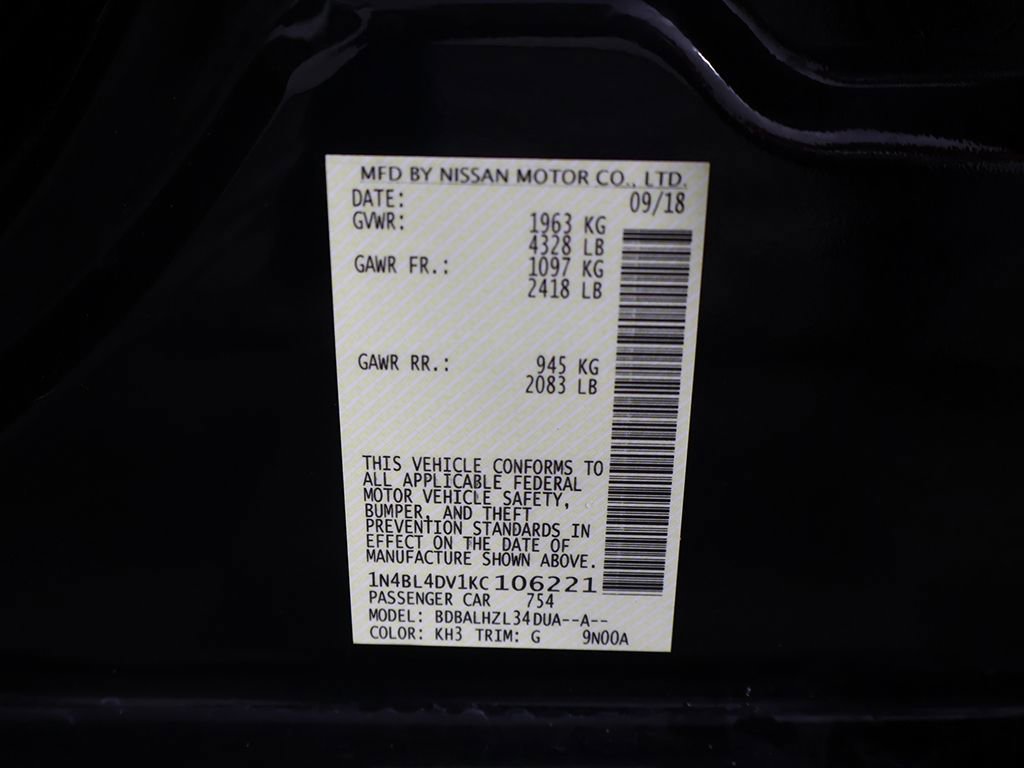 MFD BY NISSAN MOTOR CO., LTD.
DATE: 09/18
GVWR: 1963 KG
4328 LB
GAWR FR.: 1097 KG
2418 LB
GAWR RR.: 945 KG
2083 LB
THIS VEHICLE CONFORMS TO
ALL APPLICABLE FEDERAL
MOTOR VEHICLE SAFETY,
BUMPER, AND THEFT
PREVENTION STANDARDS IN
EFFECT ON THE DATE OF
MANUFACTURE SHOWN ABOVE.
1N4BL4DV1KC106221
PASSENGER CAR 754
MODEL: BDBALHZL34DUA--A--
COLOR: KH3 TRIM: G 9N00A